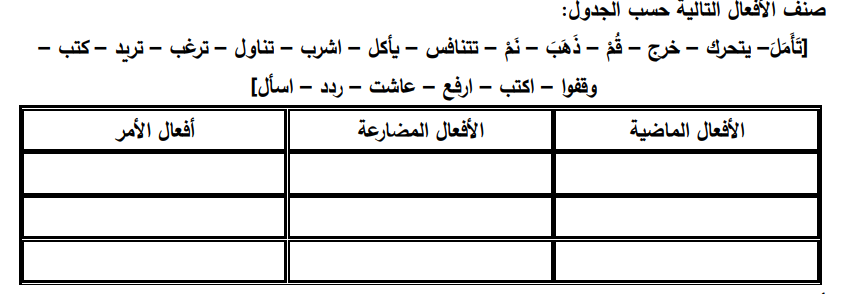 صنف الأفعال التالية حسب الجدول:
[تَأَمَلَ– يتحرك – خرج – قُمْ – ذَهَبَ – نَمْ – تتنافس – يأكل – اشرب – تناول – ترغب – تريد – كتب –
وقفوا – اكتب – ارفع – عاشت – ردد – اسأل]
الأفعال الماضية الأفعال المضارعة أفعال الأمر